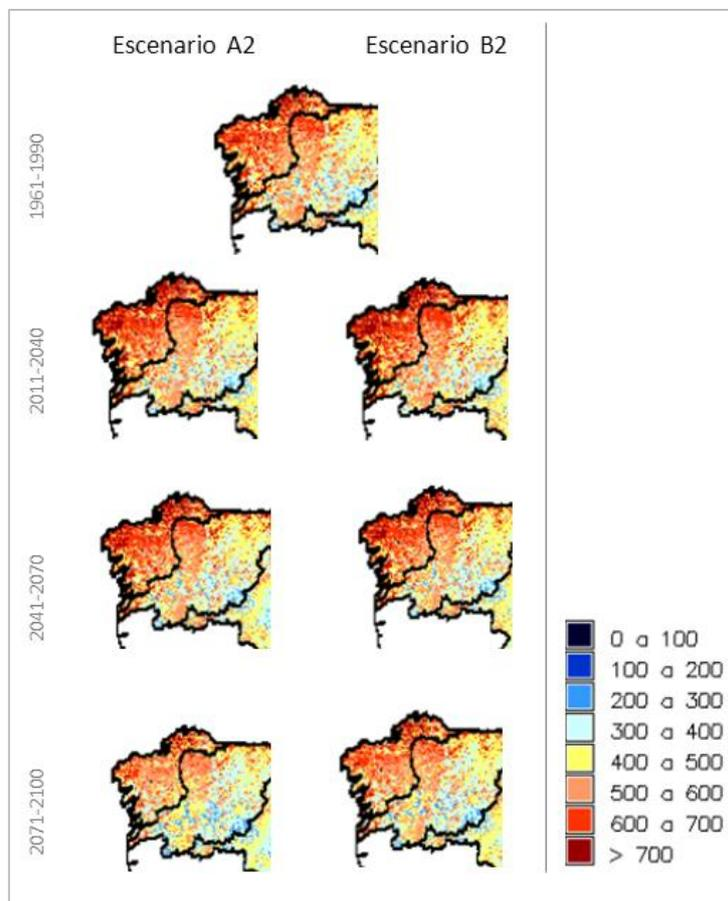 Escenario A2
Escenario B2
1961-1990
2011-2040
2041-2070
2071-2100
0 a 100
100 a 200
200 a 300
300 a 400
400 a 500
500 a 600
600 a 700
> 700